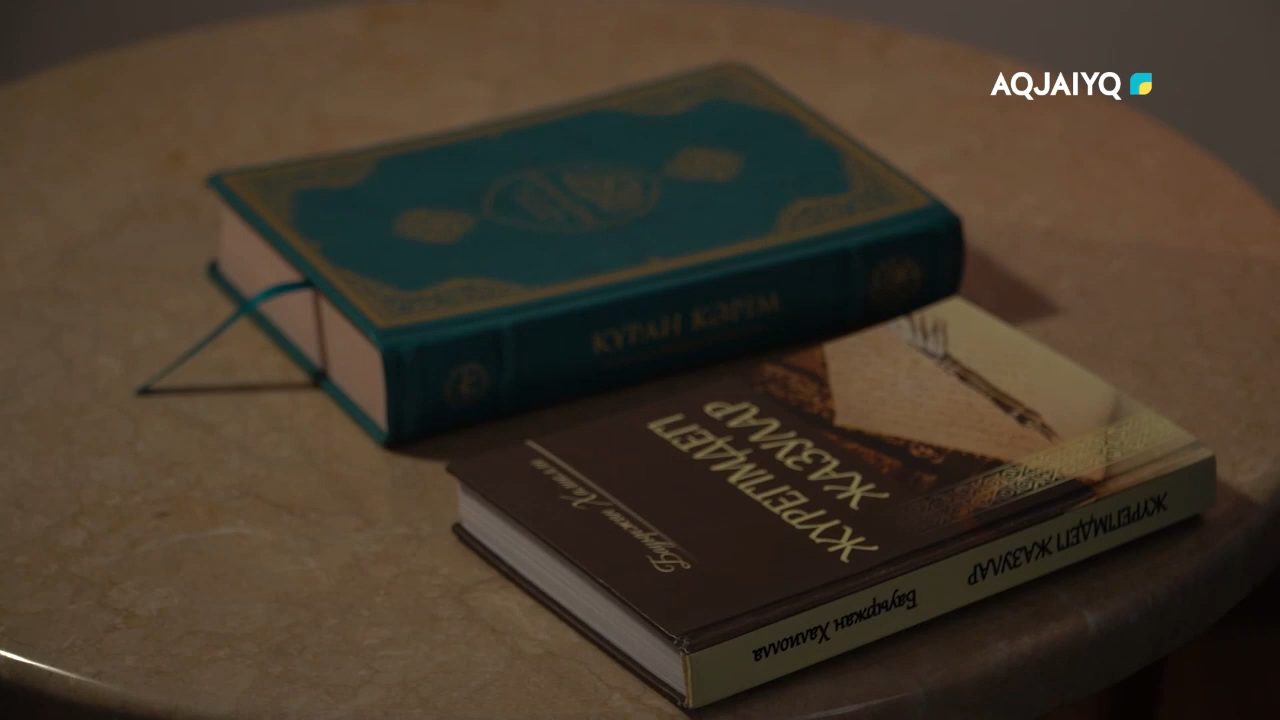 AQJAIYQ
ҚҰРАН КӘРІМ
ЖҮРЕГІМДЕГІ
ЖАЗУЛАР
Бауыржан Халиолла
Бауыржан Халиолла
ЖҮРЕГІМДЕГІ ЖАЗУЛАР